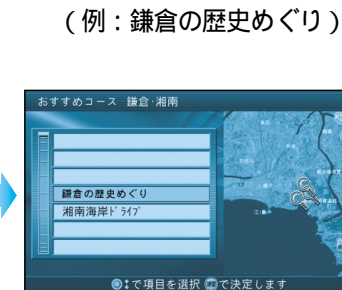 (例:鎌倉の歴史めぐり)
おすすめコース 鎌倉·湘南
鎌倉の歴史めぐり
湘南海岸ドライブ
で項目を選択 で決定します